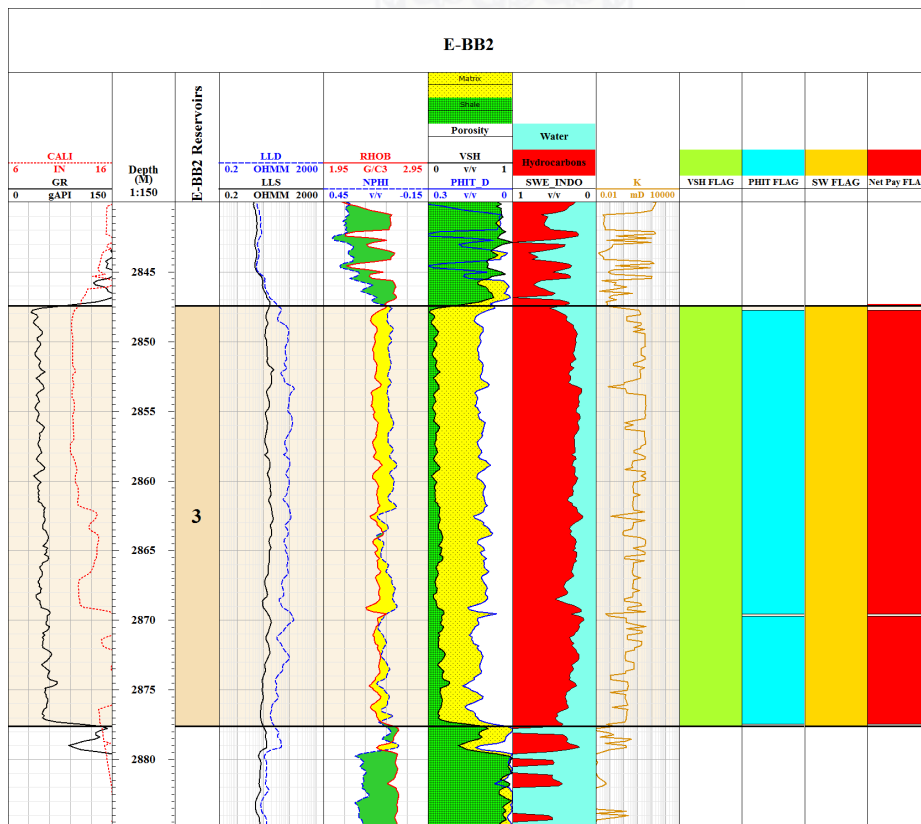 E-BB2
Matrix
Shale
Porosity
Water
Hydrocarbons
CALI
6 IN 16
GR
0 gAPI 150
Depth
(M)
1:150
E-BB2 Reservoirs
LLD
0.2 OHMM 2000
LLS
0.2 OHMM 2000
RHOB
1.95 G/C3 2.95
NPHI
0.45 v/v -0.15
VSH
0 v/v 1
PHIT_D
0.3 v/v 0
SWE_INDO
1 v/v 0
K
0.01 mD 10000
VSH FLAG
PHIT FLAG
SW FLAG
Net Pay FLA
2845
2850
2855
2860
3
2865
2870
2875
2880